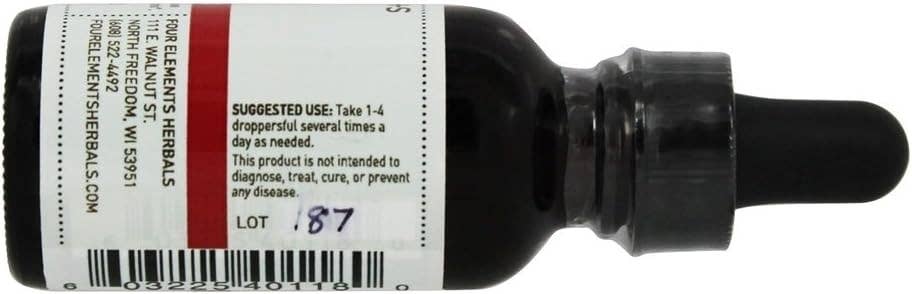 SUGGESTED USE: Take 1-4
droppersful several times a
day as needed.
This product is not intended to
diagnose, treat, cure, or prevent
any disease.
LOT 187
FOUR ELEMENTS HERBALS
111 E. WALNUT ST.
NORTH FREEDOM, WI 53951
(608) 522-4492
FOURELEMENTSHERBALS.COM
6 03225 40118 0